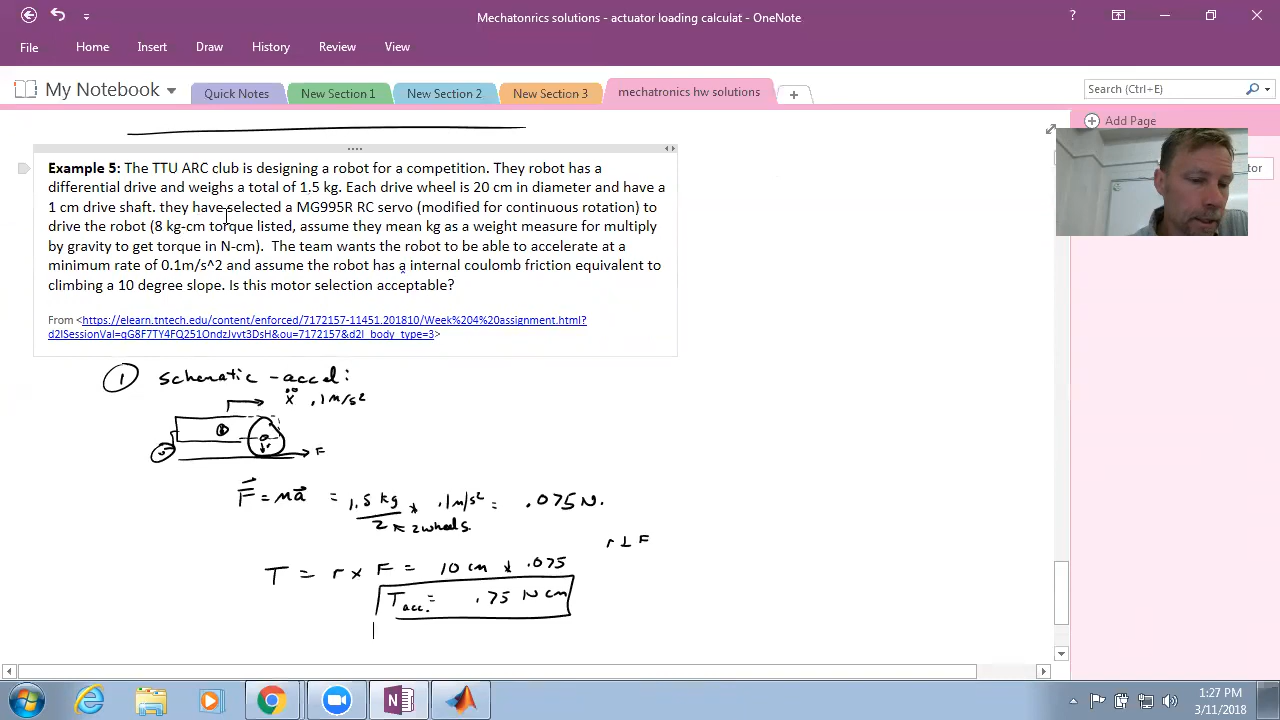 Mechatonrics solutions - actuator loading calculat - OneNote
File Home Insert Draw Review History View
My Notebook Quick Notes New Section 1 New Section 2 New Section 3 mechatronics hw solutions Search (Ctrl+E)
Add Page
Example 5: The TTU ARC club is designing a robot for a competition. They robot has a
differential drive and weighs a total of 1.5 kg. Each drive wheel is 20 cm in diameter and have a
1 cm drive shaft. they have selected a MG995R RC servo (modified for continuous rotation) to
drive the robot (8 kg-cm torque listed, assume they mean kg as a weight measure for multiply
by gravity to get torque in N-cm). The team wants the robot to be able to accelerate at a
minimum rate of 0.1m/s^2 and assume the robot has a internal coulomb friction equivalent to
climbing a 10 degree slope. Is this motor selection acceptable?
From <https://elearn.tntech.edu/content/enforced/7172157-11451.201810/Week%204%20assignment.html?
d2lSessionVal=qG8F7TY4FQ251OndzJvvt3DsH&ou=7172157&d2l_body_type=3>
1 schematic - accel:
ẍ .1 m/s²
F
F = ma = 1.5 kg / 2 * .1 m/s² = .075 N.
2 wheels
r ⊥ F
T = r x F = 10 cm * .075
Tacc. = .75 N cm
1:27 PM
3/11/2018